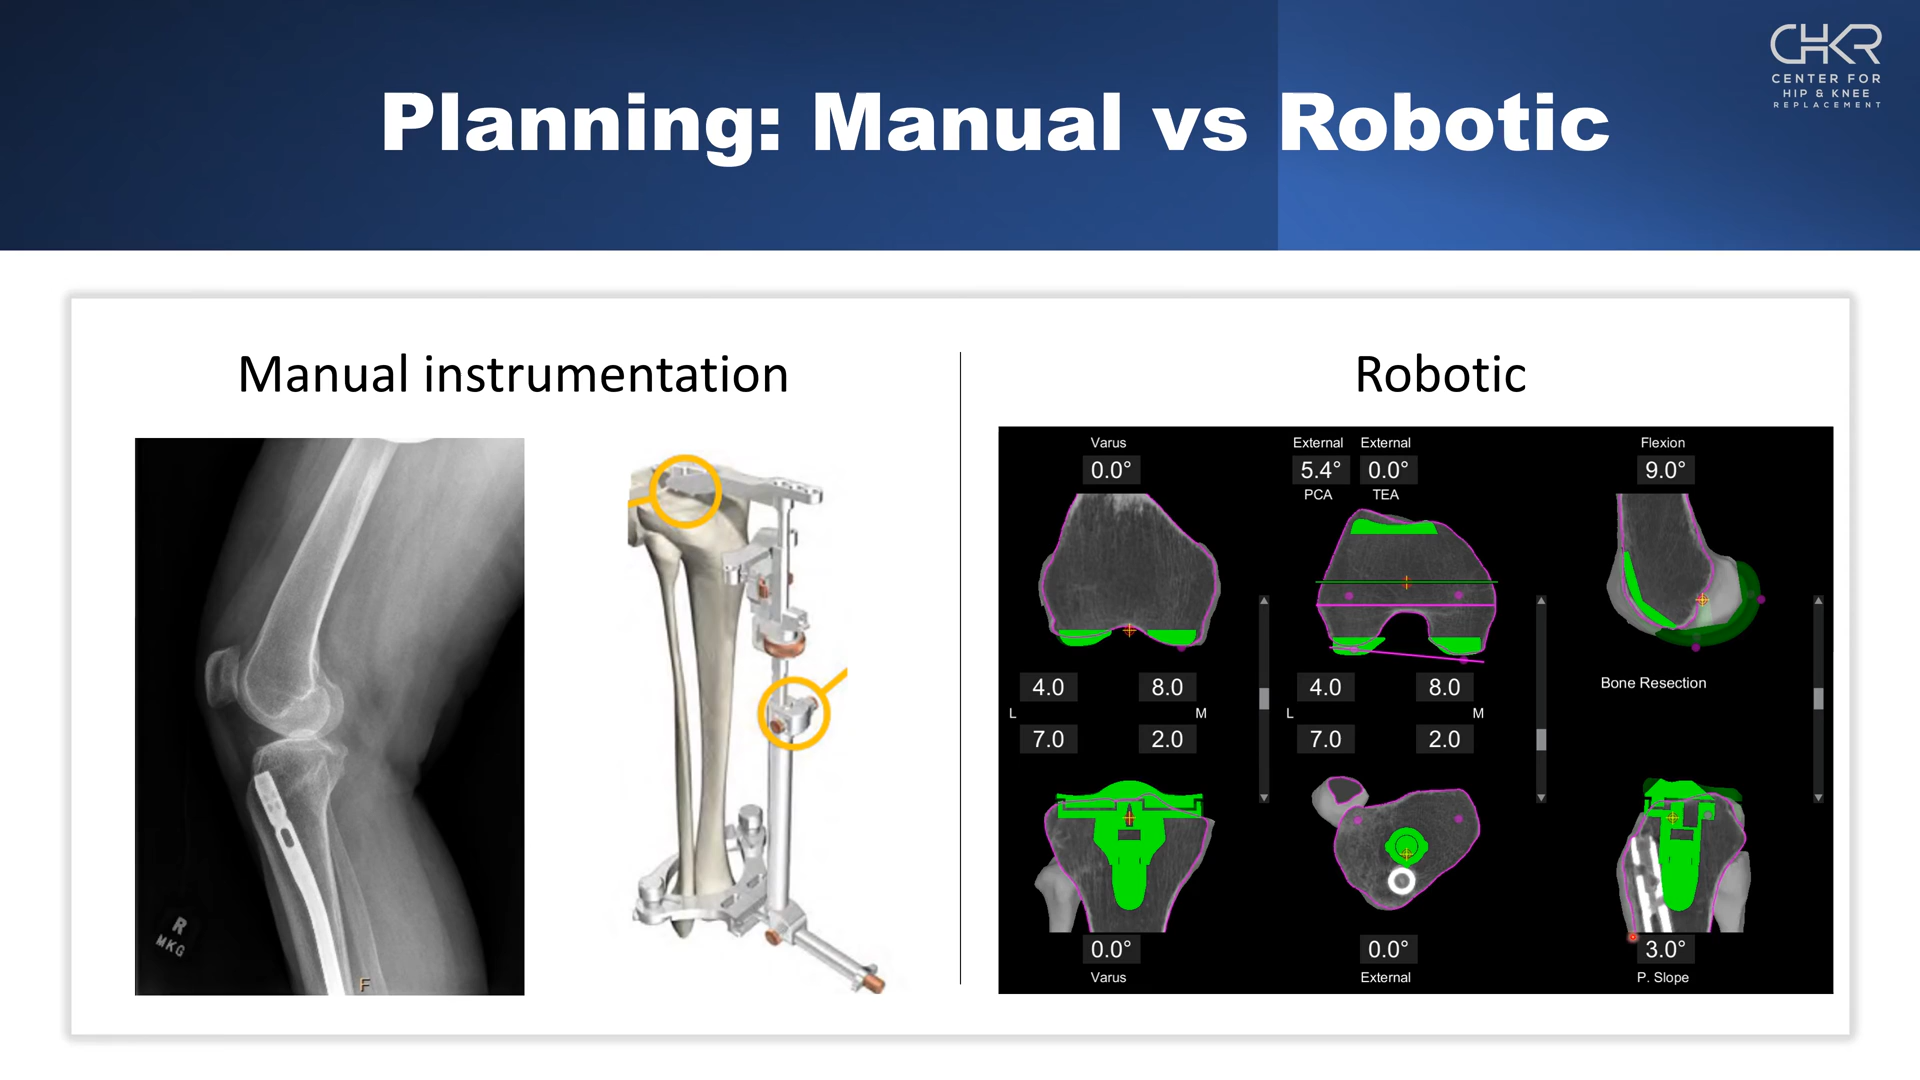 CHKR
CENTER FOR
HIP & KNEE
REPLACEMENT
Planning: Manual vs Robotic
Manual instrumentation
R
MKG
F
Robotic
Varus
0.0°
External External
5.4° 0.0°
PCA TEA
Flexion
9.0°
4.0 8.0
L M
7.0 2.0
4.0 8.0
L M
7.0 2.0
Bone Resection
0.0°
Varus
0.0°
External
3.0°
P. Slope